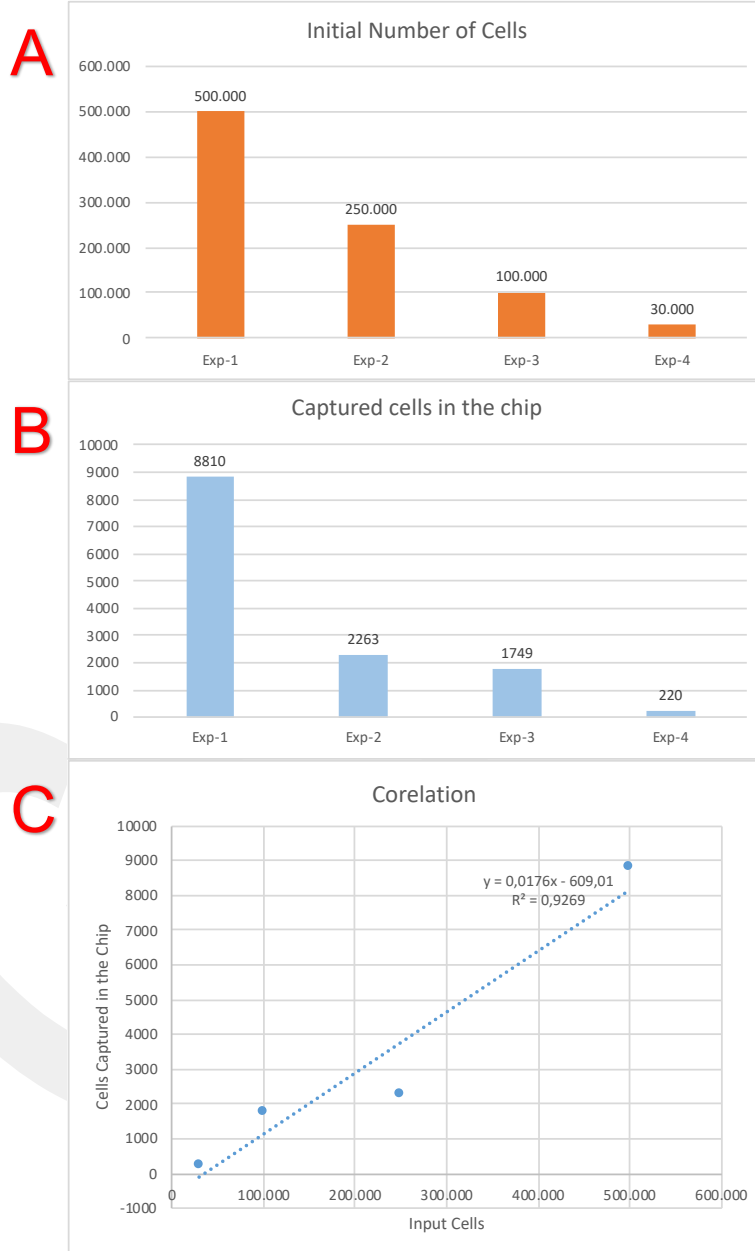 A
Initial Number of Cells
600.000
500.000
400.000
300.000
200.000
100.000
0
500.000
250.000
100.000
30.000
Exp-1 Exp-2 Exp-3 Exp-4
B
Captured cells in the chip
10000
9000
8000
7000
6000
5000
4000
3000
2000
1000
0
8810
2263
1749
220
Exp-1 Exp-2 Exp-3 Exp-4
C
Corelation
10000
9000
8000
7000
6000
5000
4000
3000
2000
1000
0
-1000
Cells Captured in the Chip
y = 0,0176x - 609,01
R² = 0,9269
0 100.000 200.000 300.000 400.000 500.000 600.000
Input Cells